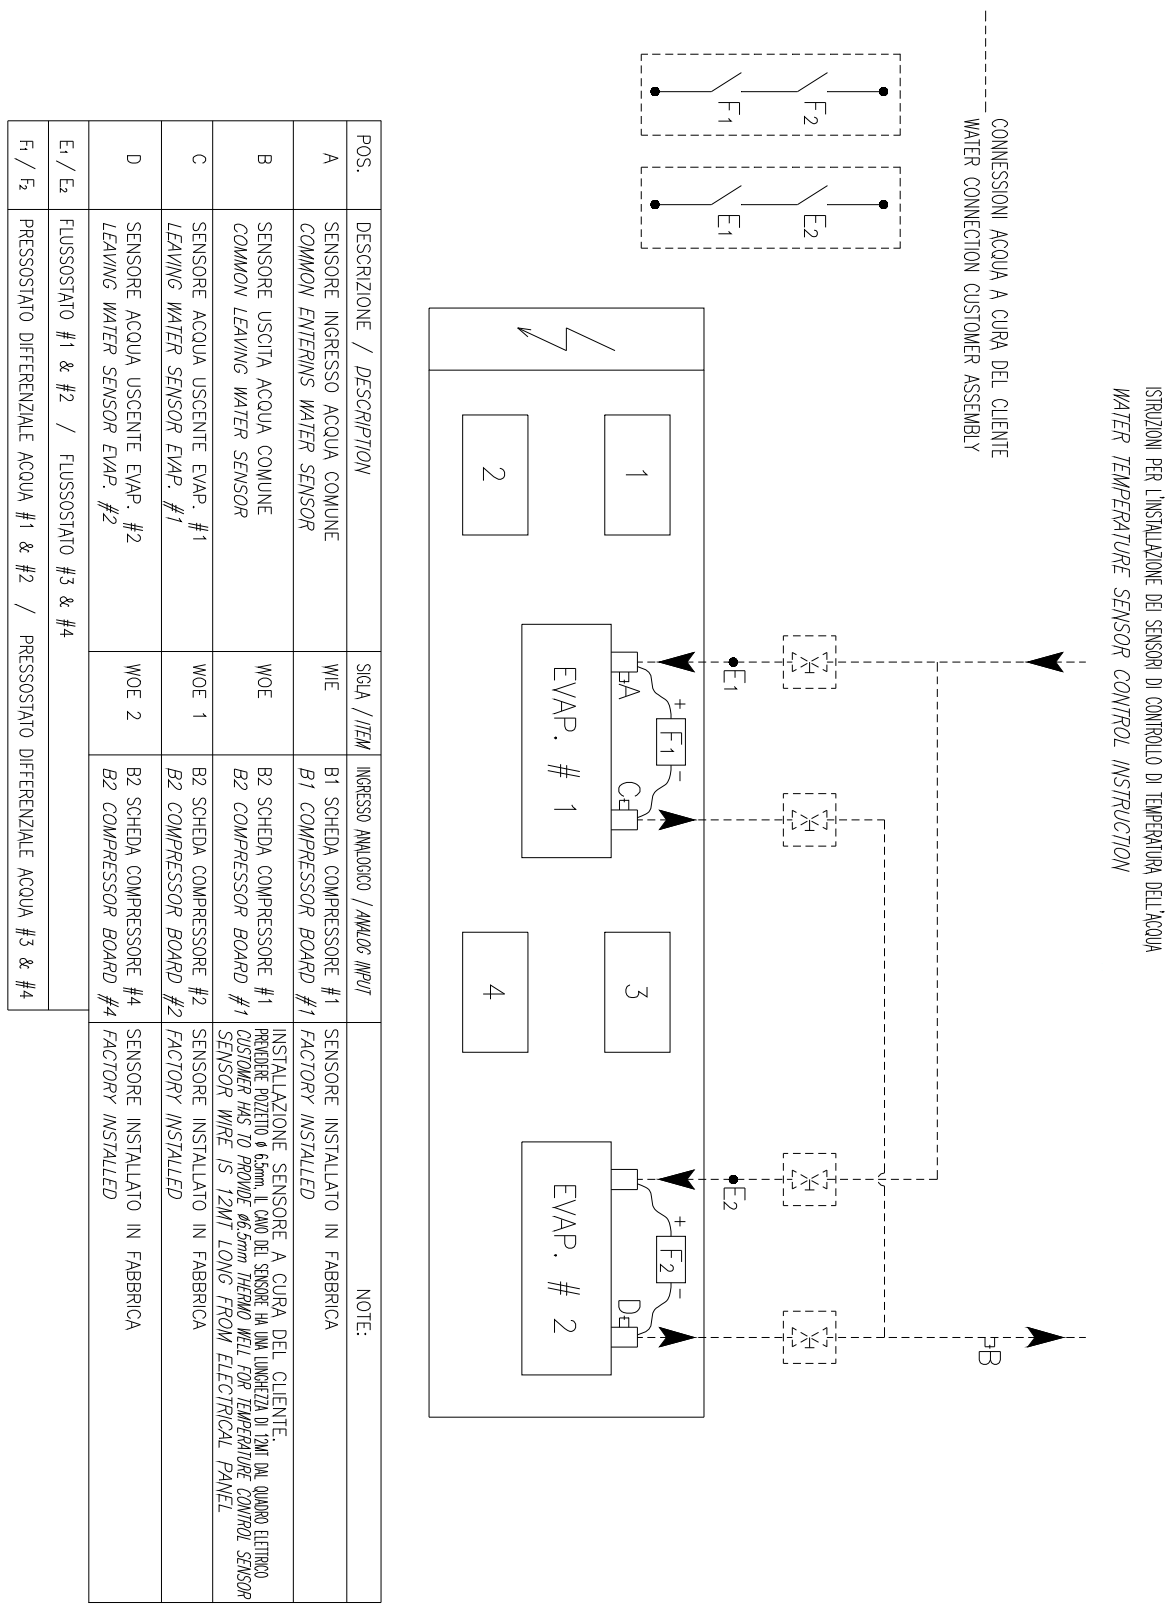 ISTRUZIONI PER L'INSTALLAZIONE DEI SENSORI DI CONTROLLO DI TEMPERATURA DELL'ACQUA
WATER TEMPERATURE SENSOR CONTROL INSTRUCTION
CONNESSIONI ACQUA A CURA DEL CLIENTE
WATER CONNECTION CUSTOMER ASSEMBLY
F1 F2
E1 E2
B
E1
E2
+ F1 -
+ F2 -
A
C
D
1
3
EVAP. # 1
EVAP. # 2
2
4
POS. DESCRIZIONE / DESCRIPTION SIGLA / ITEM INGRESSO ANALOGICO / ANALOG INPUT NOTE:
A SENSORE INGRESSO ACQUA COMUNE WIE B1 SCHEDA COMPRESSORE #1 SENSORE INSTALLATO IN FABBRICA
COMMON ENTERINS WATER SENSOR B1 COMPRESSOR BOARD #1 FACTORY INSTALLED
B SENSORE USCITA ACQUA COMUNE WOE B2 SCHEDA COMPRESSORE #1 INSTALLAZIONE SENSORE A CURA DEL CLIENTE.
PREVEDERE POZZETTO ø 6.5mm, IL CAVO DEL SENSORE HA UNA LUNGHEZZA DI 12MT DAL QUADRO ELETTRICO
COMMON LEAVING WATER SENSOR B2 COMPRESSOR BOARD #1 CUSTOMER HAS TO PROVIDE ø6.5mm THERMO WELL FOR TEMPERATURE CONTROL SENSOR
SENSOR WIRE IS 12MT LONG FROM ELECTRICAL PANEL
C SENSORE ACQUA USCENTE EVAP. #1 WOE 1 B2 SCHEDA COMPRESSORE #2 SENSORE INSTALLATO IN FABBRICA
LEAVING WATER SENSOR EVAP. #1 B2 COMPRESSOR BOARD #2 FACTORY INSTALLED
D SENSORE ACQUA USCENTE EVAP. #2 WOE 2 B2 SCHEDA COMPRESSORE #4 SENSORE INSTALLATO IN FABBRICA
LEAVING WATER SENSOR EVAP. #2 B2 COMPRESSOR BOARD #4 FACTORY INSTALLED
E1 / E2 FLUSSOSTATO #1 & #2 / FLUSSOSTATO #3 & #4
F1 / F2 PRESSOSTATO DIFFERENZIALE ACQUA #1 & #2 / PRESSOSTATO DIFFERENZIALE ACQUA #3 & #4